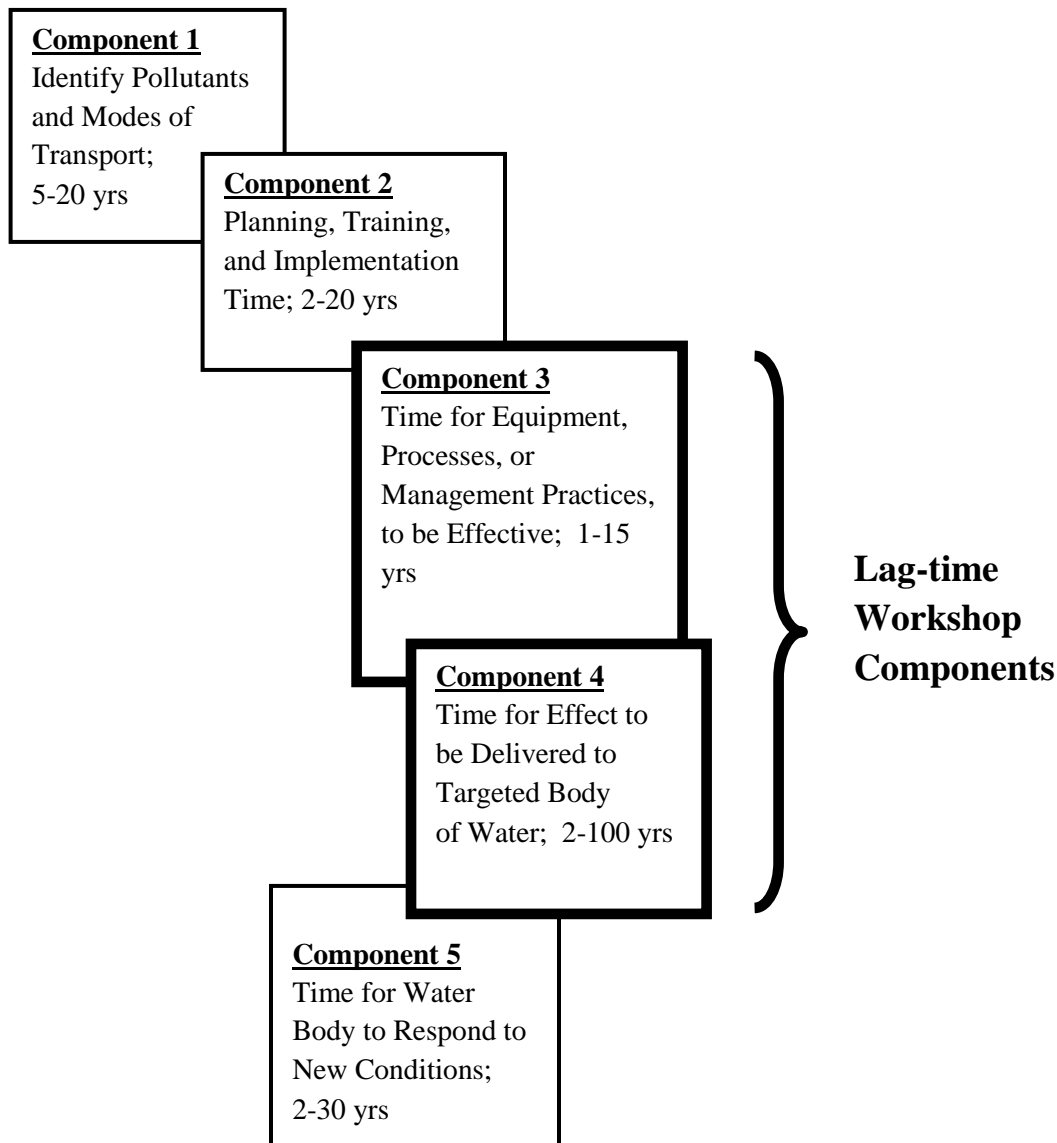 Component 1
Identify Pollutants
and Modes of
Transport;
5-20 yrs
Component 2
Planning, Training,
and Implementation
Time; 2-20 yrs
Component 3
Time for Equipment,
Processes, or
Management Practices,
to be Effective;  1-15
yrs
Component 4
Time for Effect to
be Delivered to
Targeted Body
of Water;  2-100 yrs
Component 5
Time for Water
Body to Respond to
New Conditions;
2-30 yrs
Lag-time
Workshop
Components